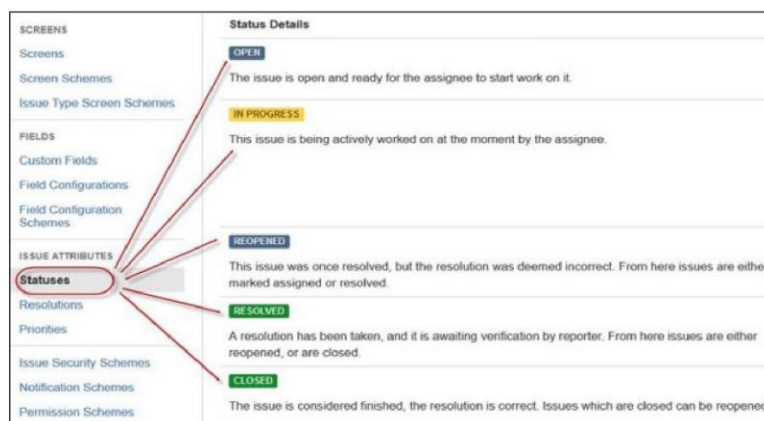 SCREENS
Screens
Screen Schemes
Issue Type Screen Schemes
FIELDS
Custom Fields
Field Configurations
Field Configuration
Schemes
ISSUE ATTRIBUTES
Statuses
Resolutions
Priorities
Issue Security Schemes
Notification Schemes
Permission Schemes
Status Details
OPEN
The issue is open and ready for the assignee to start work on it.
IN PROGRESS
This issue is being actively worked on at the moment by the assignee.
REOPENED
This issue was once resolved, but the resolution was deemed incorrect. From here issues are eithe
marked assigned or resolved.
RESOLVED
A resolution has been taken, and it is awaiting verification by reporter. From here issues are either
reopened, or are closed.
CLOSED
The issue is considered finished, the resolution is correct. Issues which are closed can be reopened